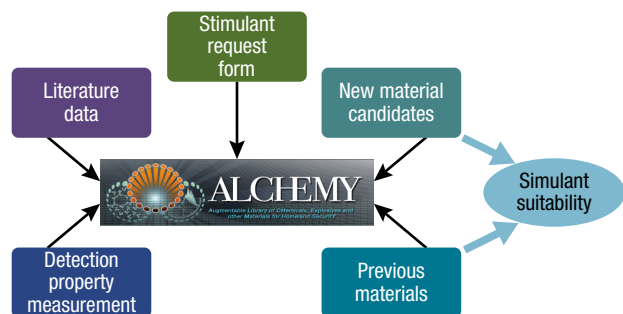 Stimulant
request
form
Literature
data
New material
candidates
ALCHEMY
Augmentable Library of CHemicals, Explosives and
other Materials for Homeland SecuritY
Simulant
suitability
Detection
property
measurement
Previous
materials